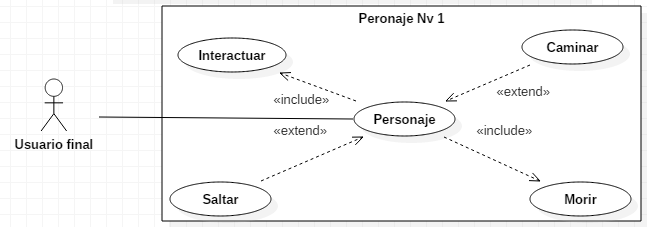 Peronaje Nv 1
Interactuar
Caminar
«include»
«extend»
Personaje
«extend»
«include»
Usuario final
Saltar
Morir